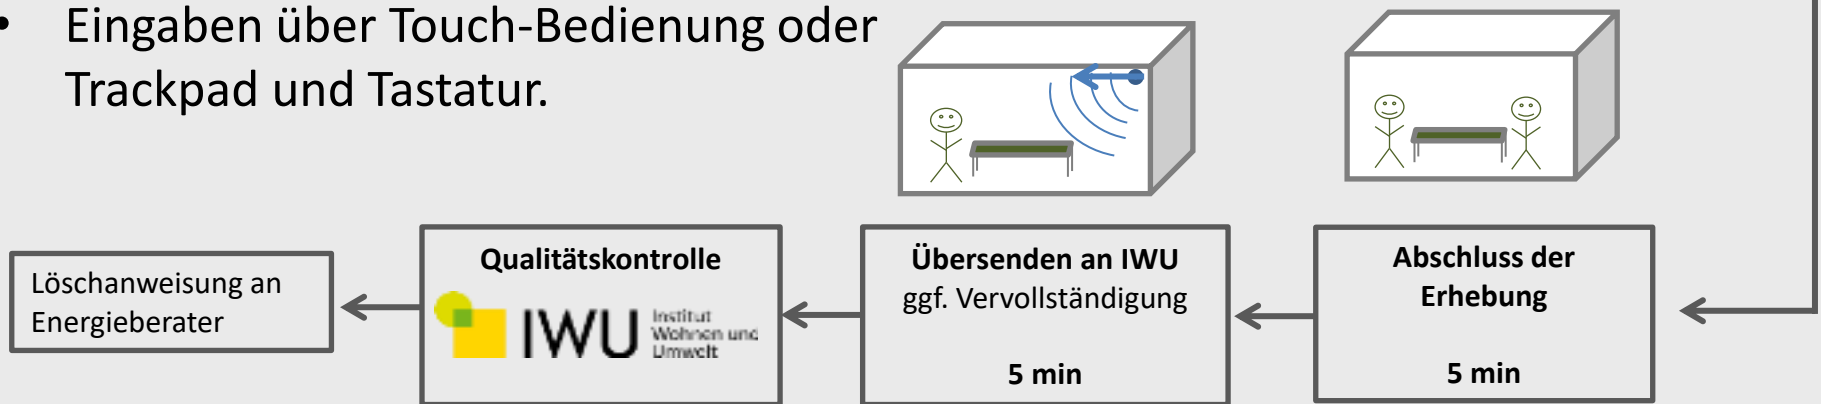 • Eingaben über Touch-Bedienung oder
Trackpad und Tastatur.
Löschanweisung an
Energieberater
Qualitätskontrolle
IWU
Institut
Wohnen und
Umwelt
Übersenden an IWU
ggf. Vervollständigung
5 min
Abschluss der
Erhebung
5 min